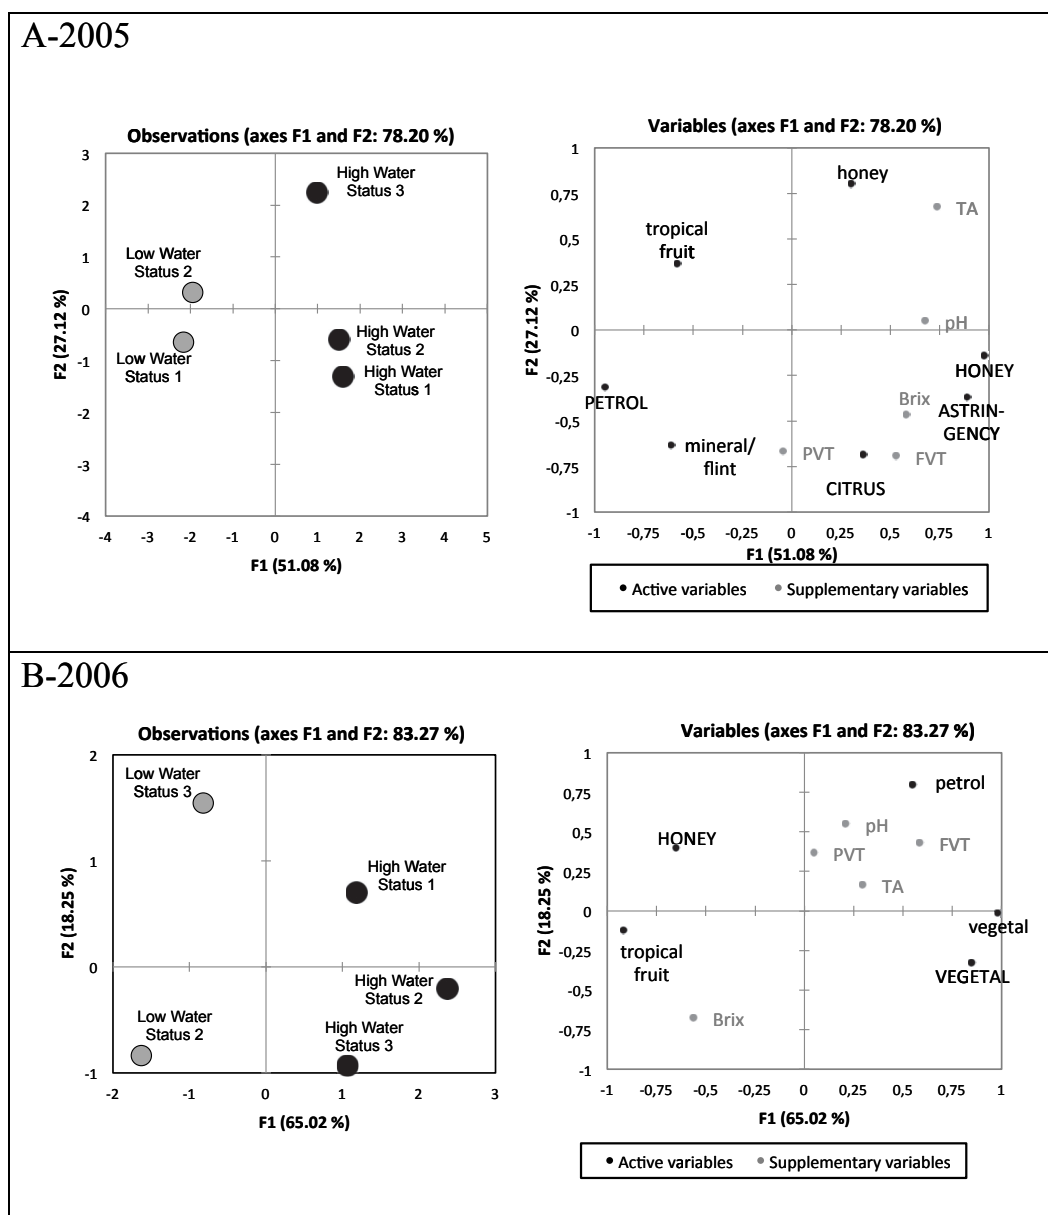 A-2005
Observations (axes F1 and F2: 78.20 %)
3
2
1
0
-1
-2
-3
-4
F2 (27.12 %)
High Water
Status 3
Low Water
Status 2
Low Water
Status 1
High Water
Status 2
High Water
Status 1
-4 -3 -2 -1 0 1 2 3 4 5
F1 (51.08 %)
Variables (axes F1 and F2: 78.20 %)
1
0,75
0,5
0,25
0
-0,25
-0,5
-0,75
-1
F2 (27.12 %)
honey
TA
tropical
fruit
pH
HONEY
PETROL
Brix
ASTRIN-
GENCY
mineral/
flint
PVT
FVT
CITRUS
-1 -0,75 -0,5 -0,25 0 0,25 0,5 0,75 1
F1 (51.08 %)
Active variables Supplementary variables
B-2006
Observations (axes F1 and F2: 83.27 %)
2
1
0
-1
F2 (18.25 %)
Low Water
Status 3
High Water
Status 1
High Water
Status 2
Low Water
Status 2
High Water
Status 3
-2 -1 0 1 2 3
F1 (65.02 %)
Variables (axes F1 and F2: 83.27 %)
1
0,75
0,5
0,25
0
-0,25
-0,5
-0,75
-1
F2 (18.25 %)
petrol
pH
HONEY
FVT
PVT
TA
vegetal
tropical
fruit
VEGETAL
Brix
-1 -0,75 -0,5 -0,25 0 0,25 0,5 0,75 1
F1 (65.02 %)
Active variables Supplementary variables